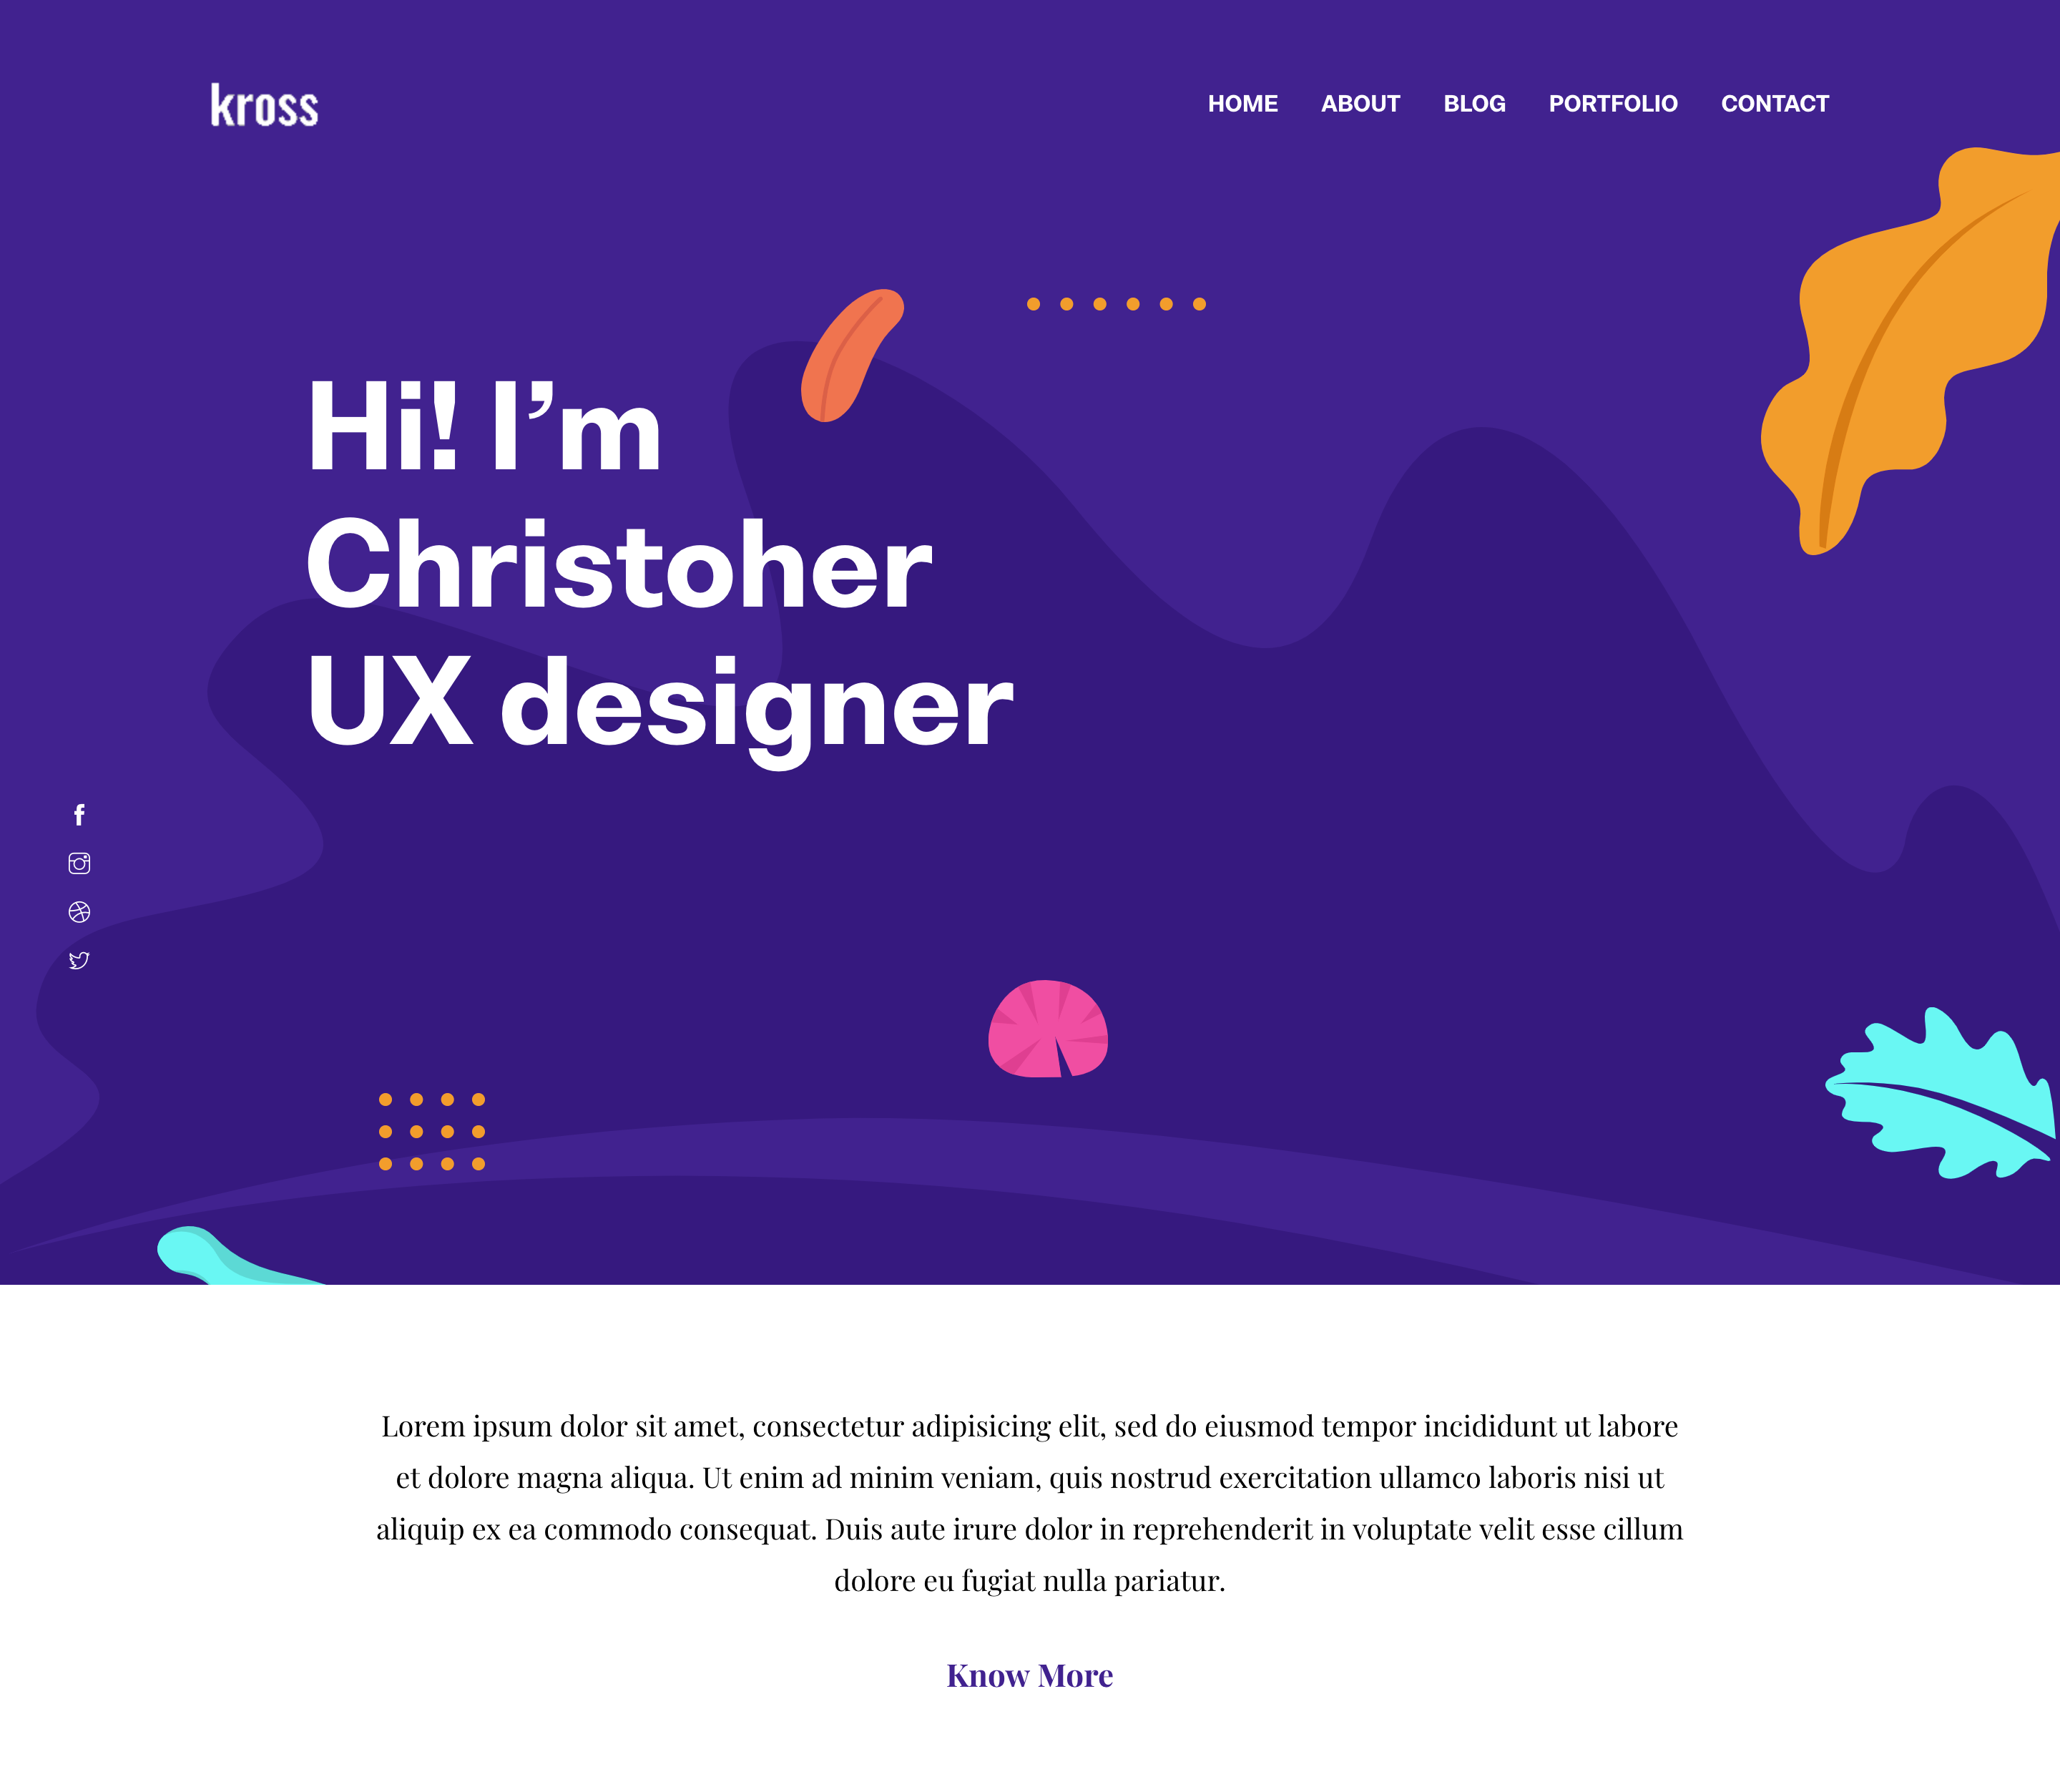 kross
HOME ABOUT BLOG PORTFOLIO CONTACT
Hi! I’m
Christoher
UX designer
Lorem ipsum dolor sit amet, consectetur adipisicing elit, sed do eiusmod tempor incididunt ut labore
et dolore magna aliqua. Ut enim ad minim veniam, quis nostrud exercitation ullamco laboris nisi ut
aliquip ex ea commodo consequat. Duis aute irure dolor in reprehenderit in voluptate velit esse cillum
dolore eu fugiat nulla pariatur.
Know More